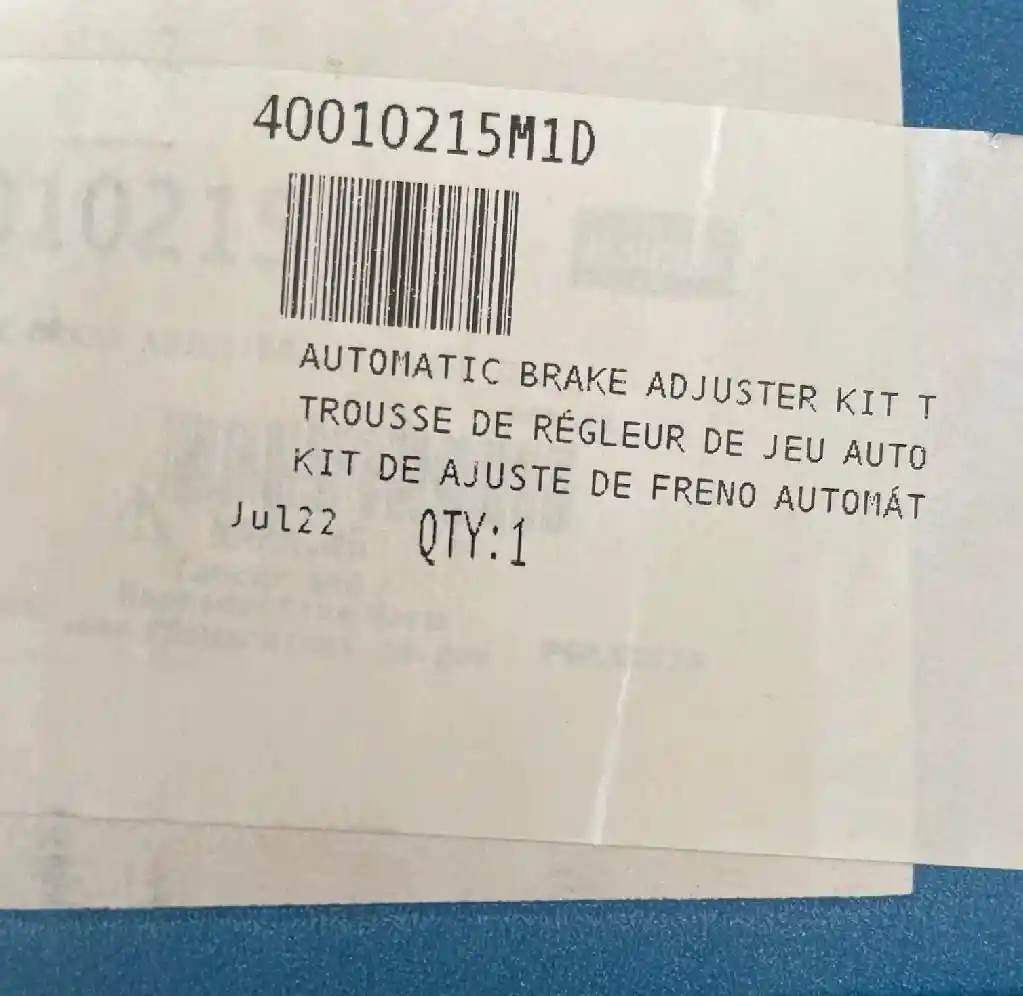 40010215M1D
AUTOMATIC BRAKE ADJUSTER KIT T
TROUSSE DE RÉGLEUR DE JEU AUTO
KIT DE AJUSTE DE FRENO AUTOMÁT
Jul22 QTY:1